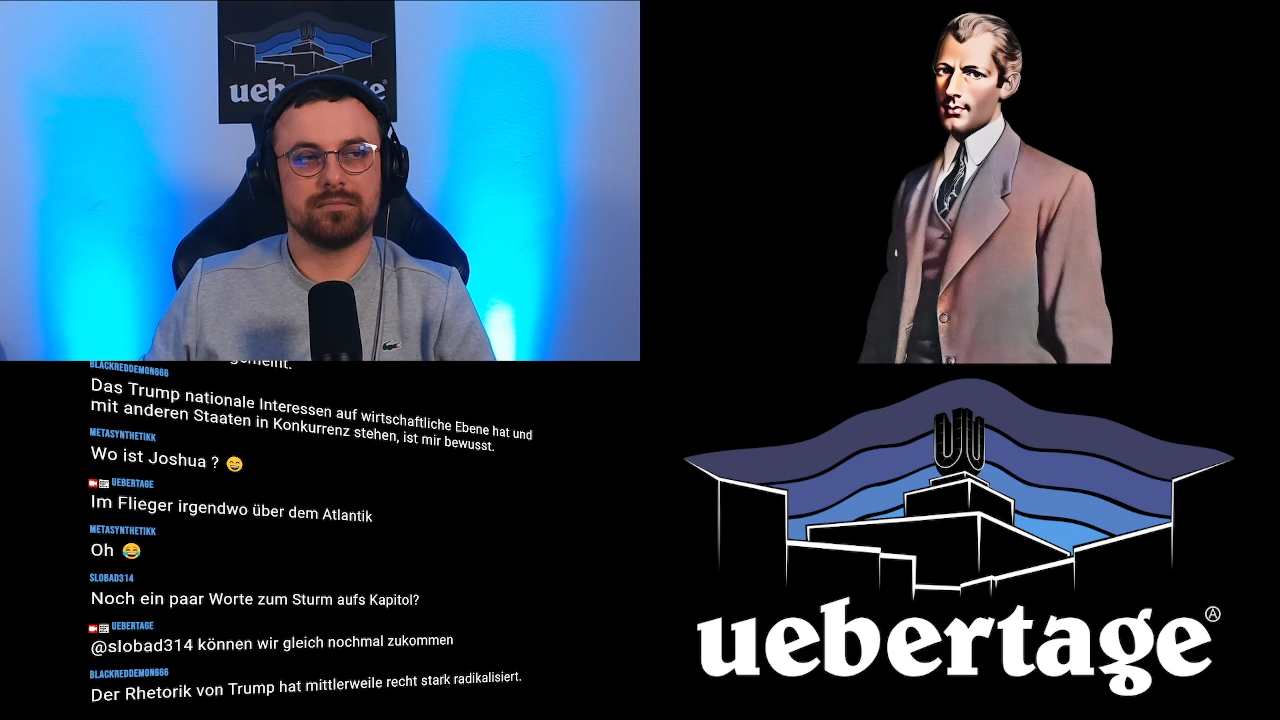 ueb
e
gemeint.
BLACKREDDEMON666
Das Trump nationale Interessen auf wirtschaftliche Ebene hat und
mit anderen Staaten in Konkurrenz stehen, ist mir bewusst.
METASYNTHETIKK
Wo ist Joshua ? 😄
UEBERTAGE
Im Flieger irgendwo über dem Atlantik
METASYNTHETIKK
Oh 😂
SLOBAD314
Noch ein paar Worte zum Sturm aufs Kapitol?
UEBERTAGE
@slobad314 können wir gleich nochmal zukommen
BLACKREDDEMON666
Der Rhetorik von Trump hat mittlerweile recht stark radikalisiert.
UU
uebertage
Ⓐ